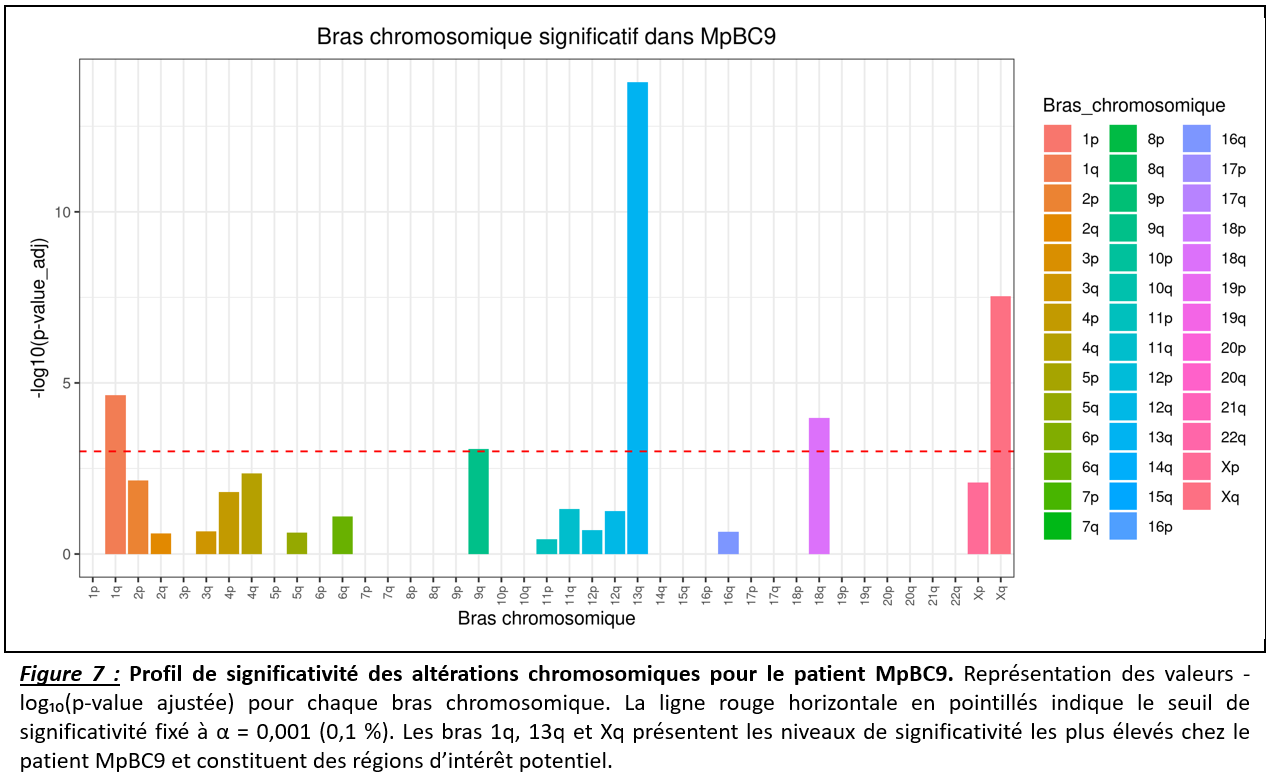 Bras chromosomique significatif dans MpBC9
-log10(p-value_adj)
10
5
0
1p 1q 2p 2q 3p 3q 4p 4q 5p 5q 6p 6q 7p 7q 8p 8q 9p 9q 10p 10q 11p 11q 12p 12q 13q 14q 15q 16p 16q 17p 17q 18p 18q 19p 19q 20p 20q 21q 22q Xp Xq
Bras chromosomique
Bras_chromosomique
1p 8p 16q
1q 8q 17p
2p 9p 17q
2q 9q 18p
3p 10p 18q
3q 10q 19p
4p 11p 19q
4q 11q 20p
5p 12p 20q
5q 12q 21q
6p 13q 22q
6q 14q Xp
7p 15q Xq
7q 16p
Figure 7 : Profil de significativité des altérations chromosomiques pour le patient MpBC9. Représentation des valeurs -
log₁₀(p-value ajustée) pour chaque bras chromosomique. La ligne rouge horizontale en pointillés indique le seuil de
significativité fixé à α = 0,001 (0,1 %). Les bras 1q, 13q et Xq présentent les niveaux de significativité les plus élevés chez le
patient MpBC9 et constituent des régions d’intérêt potentiel.